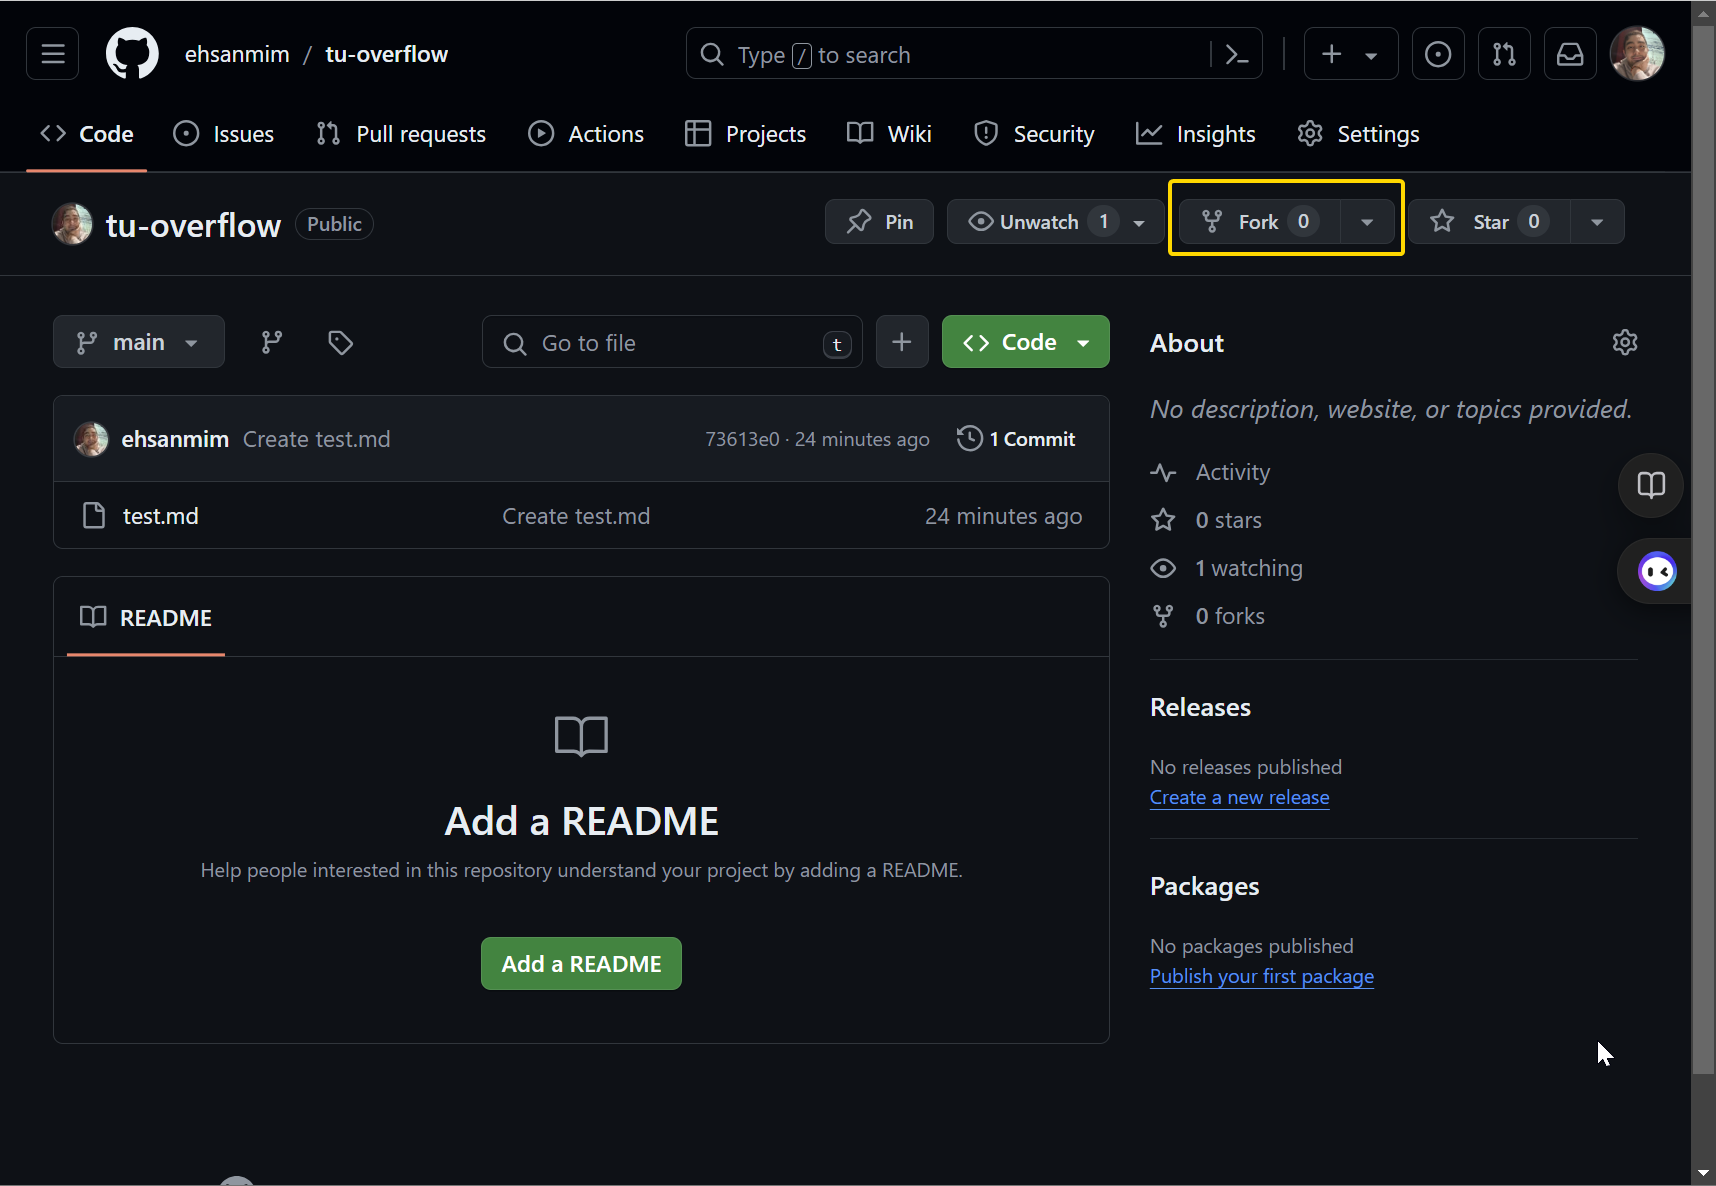 ehsanmim / tu-overflow
Type / to search
Code Issues Pull requests Actions Projects Wiki Security Insights Settings
tu-overflow Public Pin Unwatch 1 Fork 0 Star 0
main Go to file t Code
ehsanmim Create test.md 73613e0 · 24 minutes ago 1 Commit
test.md Create test.md 24 minutes ago
README
Add a README
Help people interested in this repository understand your project by adding a README.
Add a README
About
No description, website, or topics provided.
Activity
0 stars
1 watching
0 forks
Releases
No releases published
Create a new release
Packages
No packages published
Publish your first package